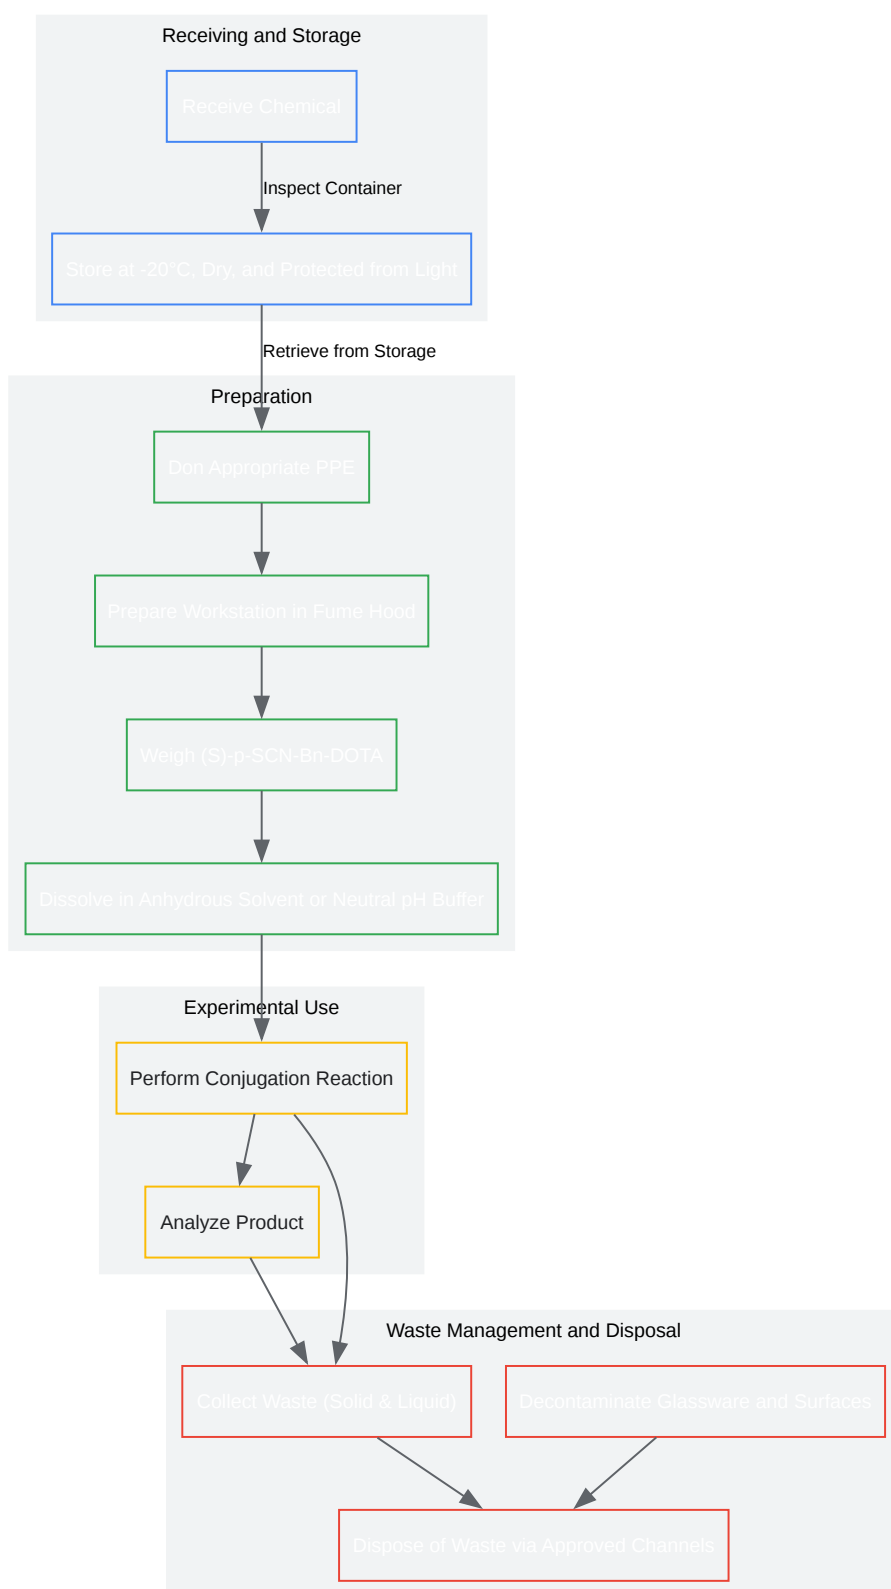 Receiving and Storage
Receive Chemical
Inspect Container
Store at -20°C, Dry, and Protected from Light
Retrieve from Storage
Preparation
Don Appropriate PPE
Prepare Workstation in Fume Hood
Weigh (S)-p-SCN-Bn-DOTA
Dissolve in Anhydrous Solvent or Neutral pH Buffer
Experimental Use
Perform Conjugation Reaction
Analyze Product
Waste Management and Disposal
Collect Waste (Solid & Liquid)
Decontaminate Glassware and Surfaces
Dispose of Waste via Approved Channels